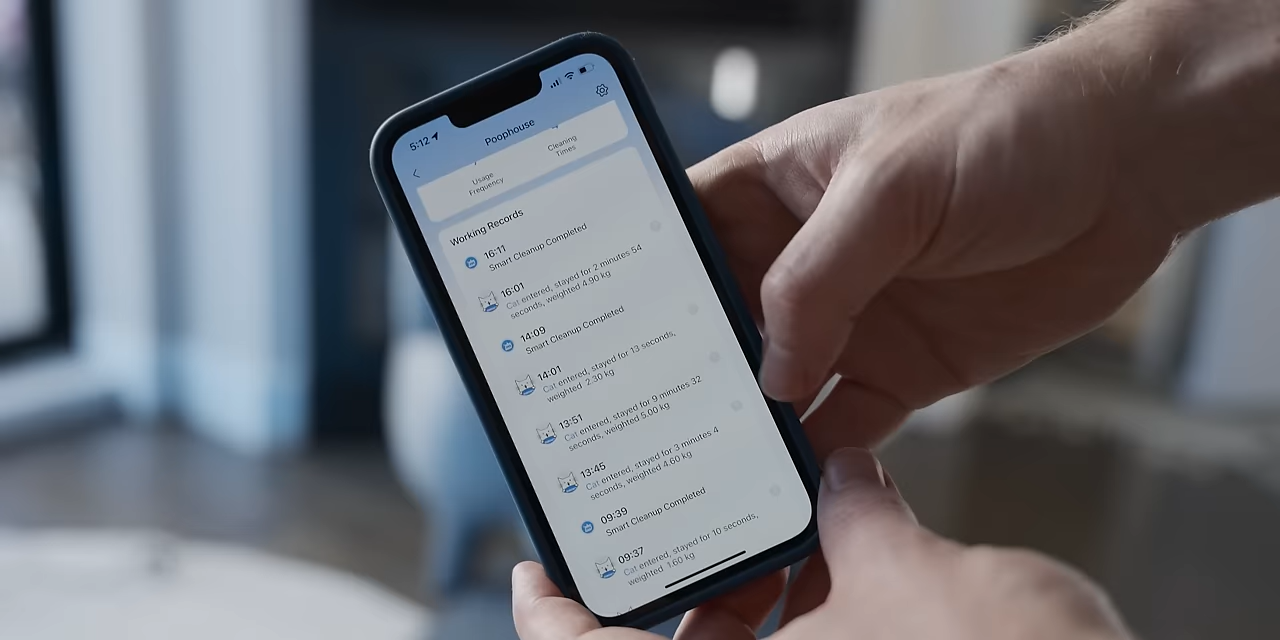 5:12
Poophouse
Usage
Frequency
Cleaning
Times
Working Records
16:11
Smart Cleanup Completed
16:01
Cat entered, stayed for 2 minutes 54
seconds, weighted 4.90 kg
14:09
Smart Cleanup Completed
14:01
Cat entered, stayed for 13 seconds,
weighted 2.30 kg
13:51
Cat entered, stayed for 9 minutes 32
seconds, weighted 5.00 kg
13:45
Cat entered, stayed for 3 minutes 4
seconds, weighted 4.60 kg
09:39
Smart Cleanup Completed
09:37
Cat entered, stayed for 10 seconds,
weighted 1.60 kg